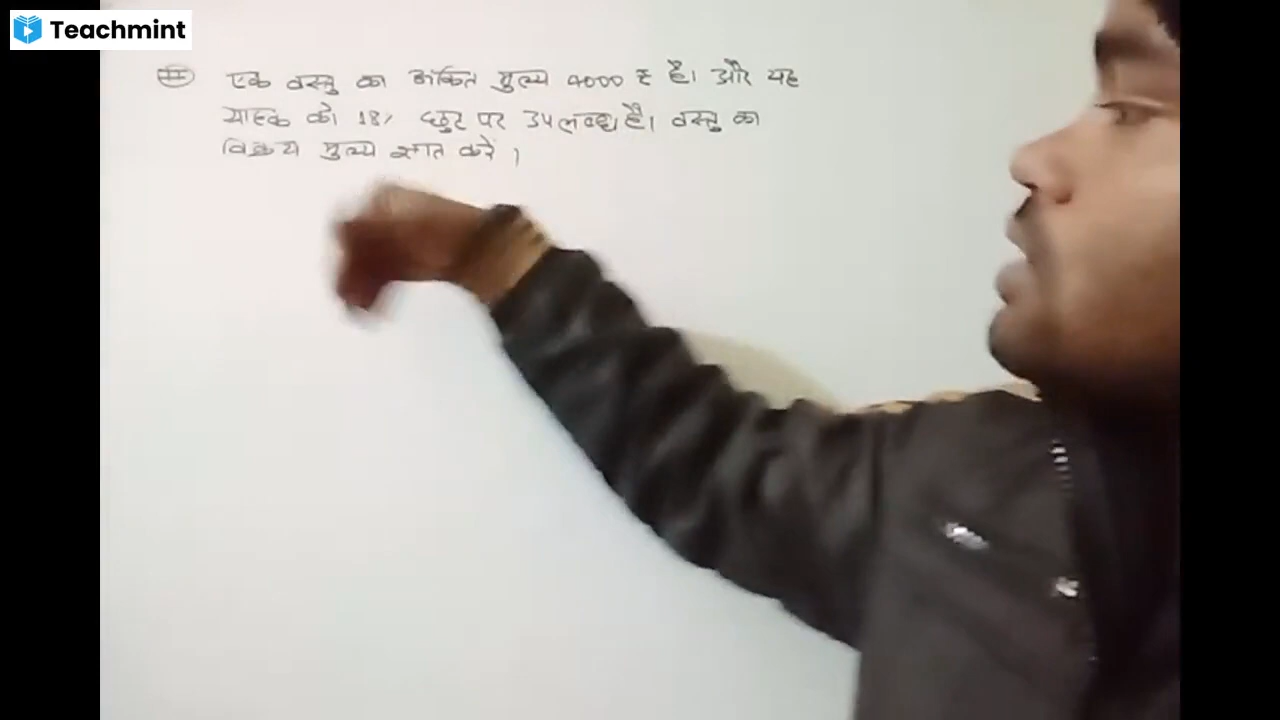 Teachmint
एक वस्तु का अंकित मुल्य 4000 ₹ है। और यह
ग्राहक को 18% छुट पर उपलब्ध है। वस्तु का
विक्रय मुल्य ज्ञात करें।